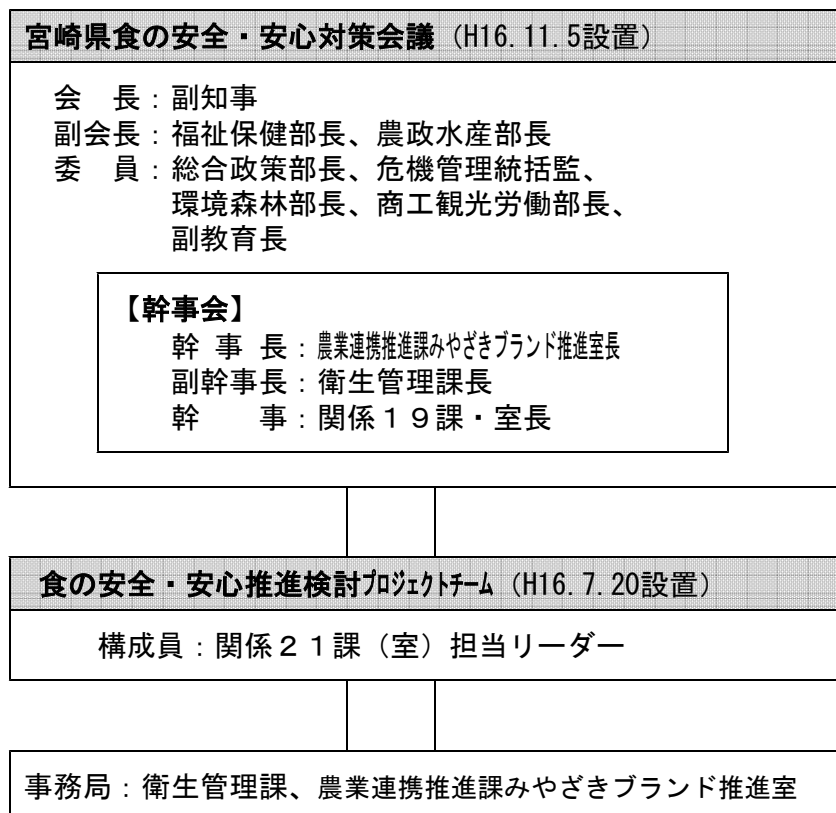 宮崎県食の安全・安心対策会議（H16.11.5設置）
会　長：副知事
副会長：福祉保健部長、農政水産部長
委　員：総合政策部長、危機管理統括監、
環境森林部長、商工観光労働部長、
副教育長
【幹事会】
幹 事 長：農業連携推進課みやざきブランド推進室長
副幹事長：衛生管理課長
幹　　事：関係１９課・室長
食の安全・安心推進検討ﾌﾟﾛｼﾞｪｸﾄﾁｰﾑ（H16.7.20設置）
構成員：関係２１課（室）担当リーダー
事務局：衛生管理課、農業連携推進課みやざきブランド推進室